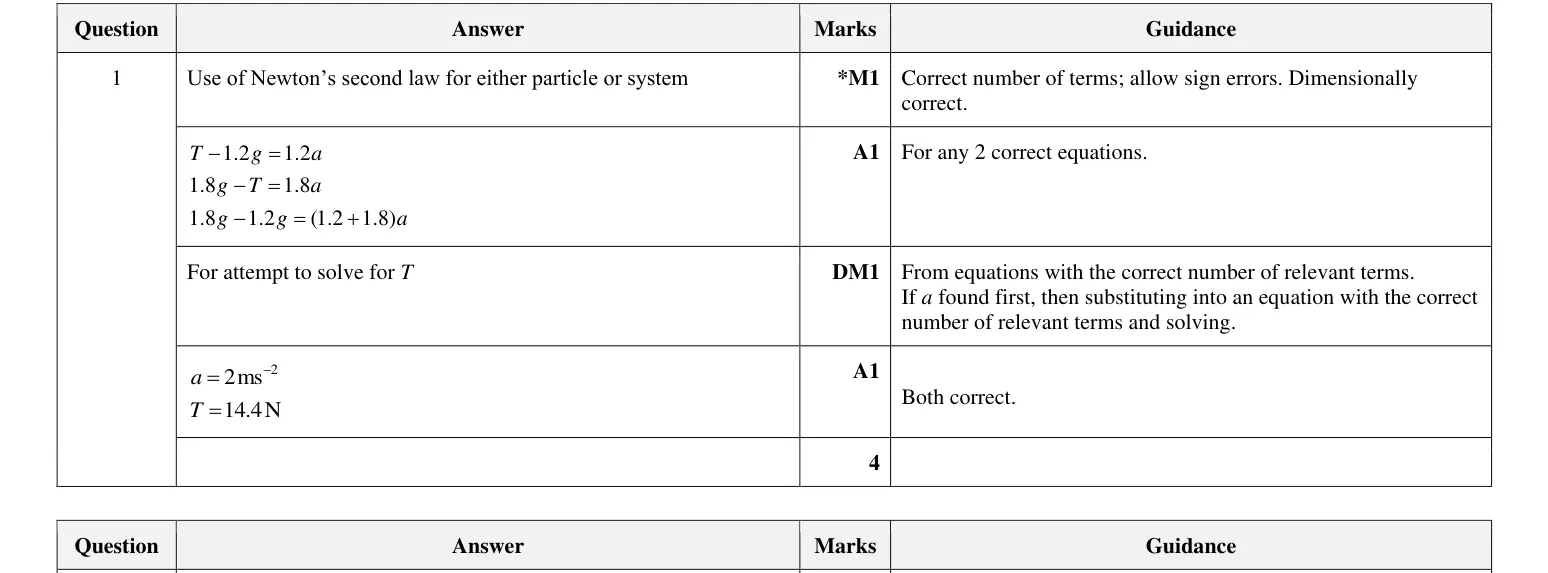 Question Answer Marks Guidance
1 Use of Newton’s second law for either particle or system *M1 Correct number of terms; allow sign errors. Dimensionally
correct.
T − 1.2g = 1.2a A1 For any 2 correct equations.
1.8g − T = 1.8a
1.8g − 1.2g = (1.2 + 1.8)a
For attempt to solve for T DM1 From equations with the correct number of relevant terms.
If a found first, then substituting into an equation with the correct
number of relevant terms and solving.
a = 2 ms⁻² A1
Both correct.
T = 14.4 N
4
Question Answer Marks Guidance